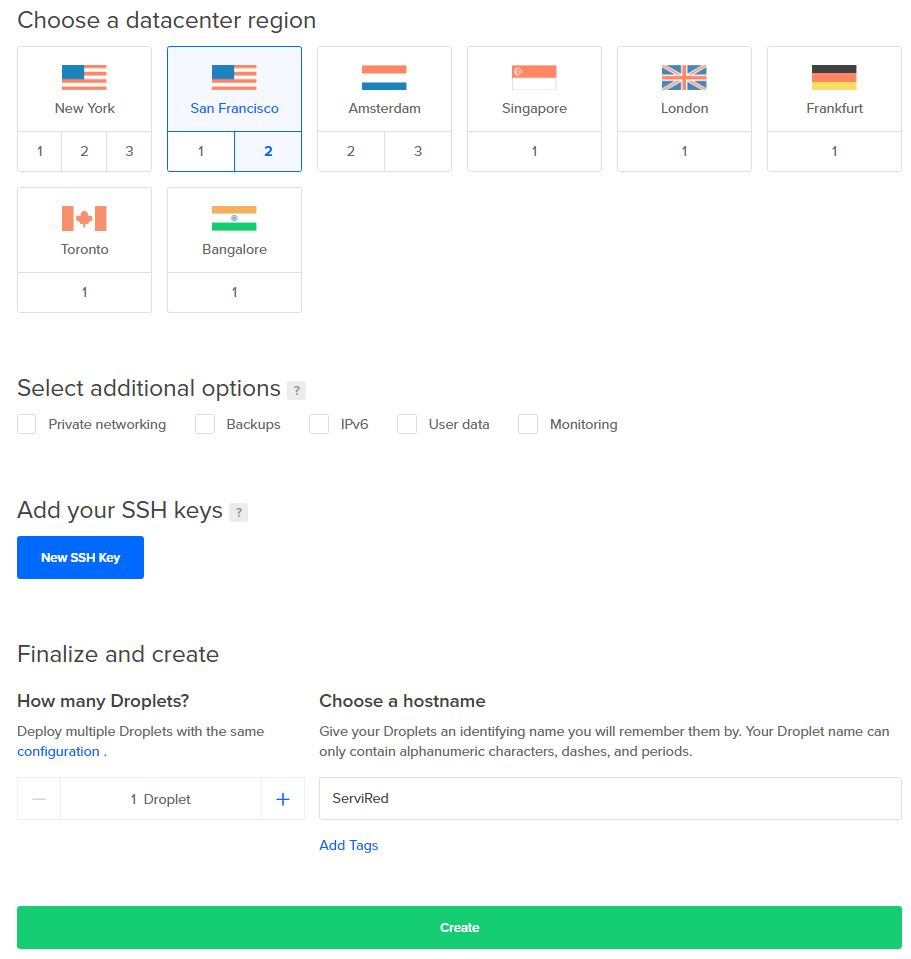 Choose a datacenter region
New York
San Francisco
Amsterdam
Singapore
London
Frankfurt
1 2 3
1 2
2 3
1
1
1
Toronto
Bangalore
1
1
Select additional options ?
Private networking Backups IPv6 User data Monitoring
Add your SSH keys ?
New SSH Key
Finalize and create
How many Droplets?
Deploy multiple Droplets with the same
configuration .
1 Droplet
Choose a hostname
Give your Droplets an identifying name you will remember them by. Your Droplet name can
only contain alphanumeric characters, dashes, and periods.
ServiRed
Add Tags
Create